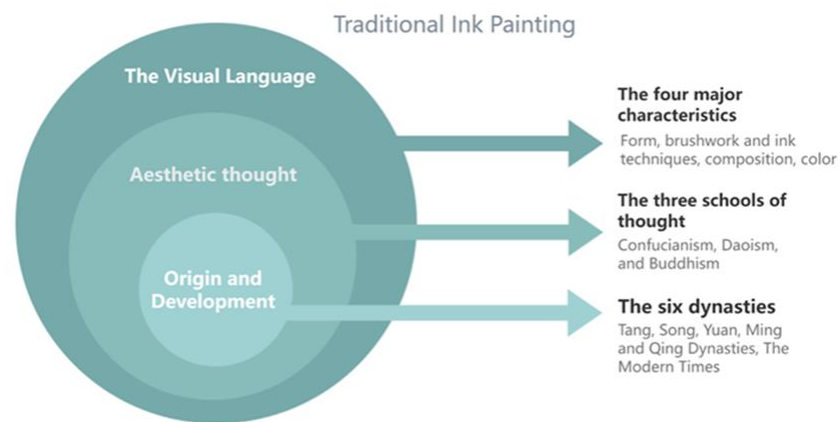 Traditional Ink Painting
The Visual Language
Aesthetic thought
Origin and
Development
The four major
characteristics
Form, brushwork and ink
techniques, composition, color
The three schools of
thought
Confucianism, Daoism,
and Buddhism
The six dynasties
Tang, Song, Yuan, Ming
and Qing Dynasties, The
Modern Times